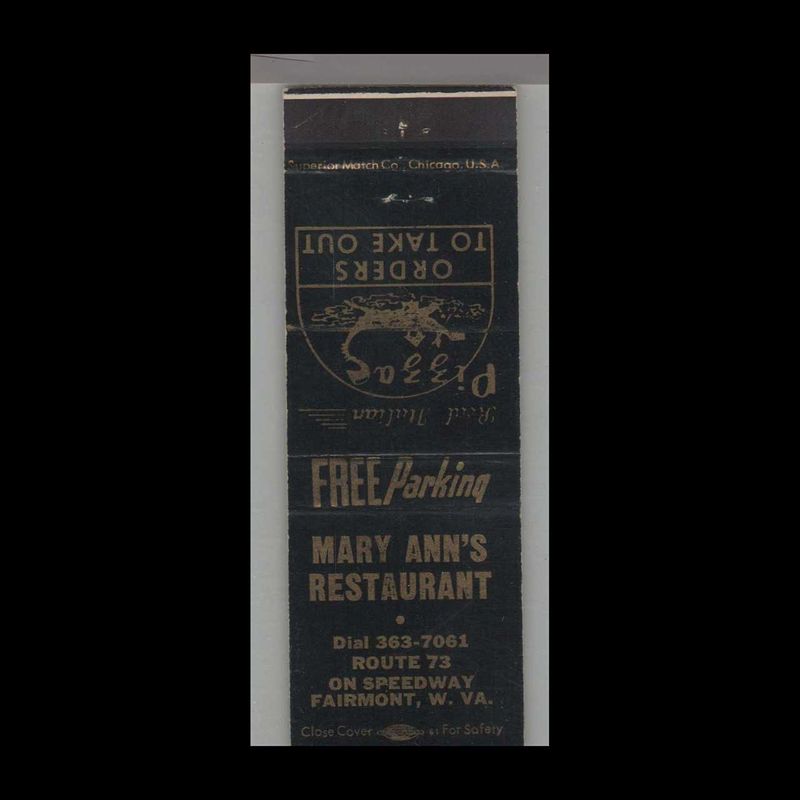 Superior Match Co., Chicago, U.S.A.
Real Italian
Pizzas
ORDERS
TO TAKE OUT
FREE Parking
MARY ANN'S
RESTAURANT
Dial 363-7061
ROUTE 73
ON SPEEDWAY
FAIRMONT, W. VA.
Close Cover For Safety